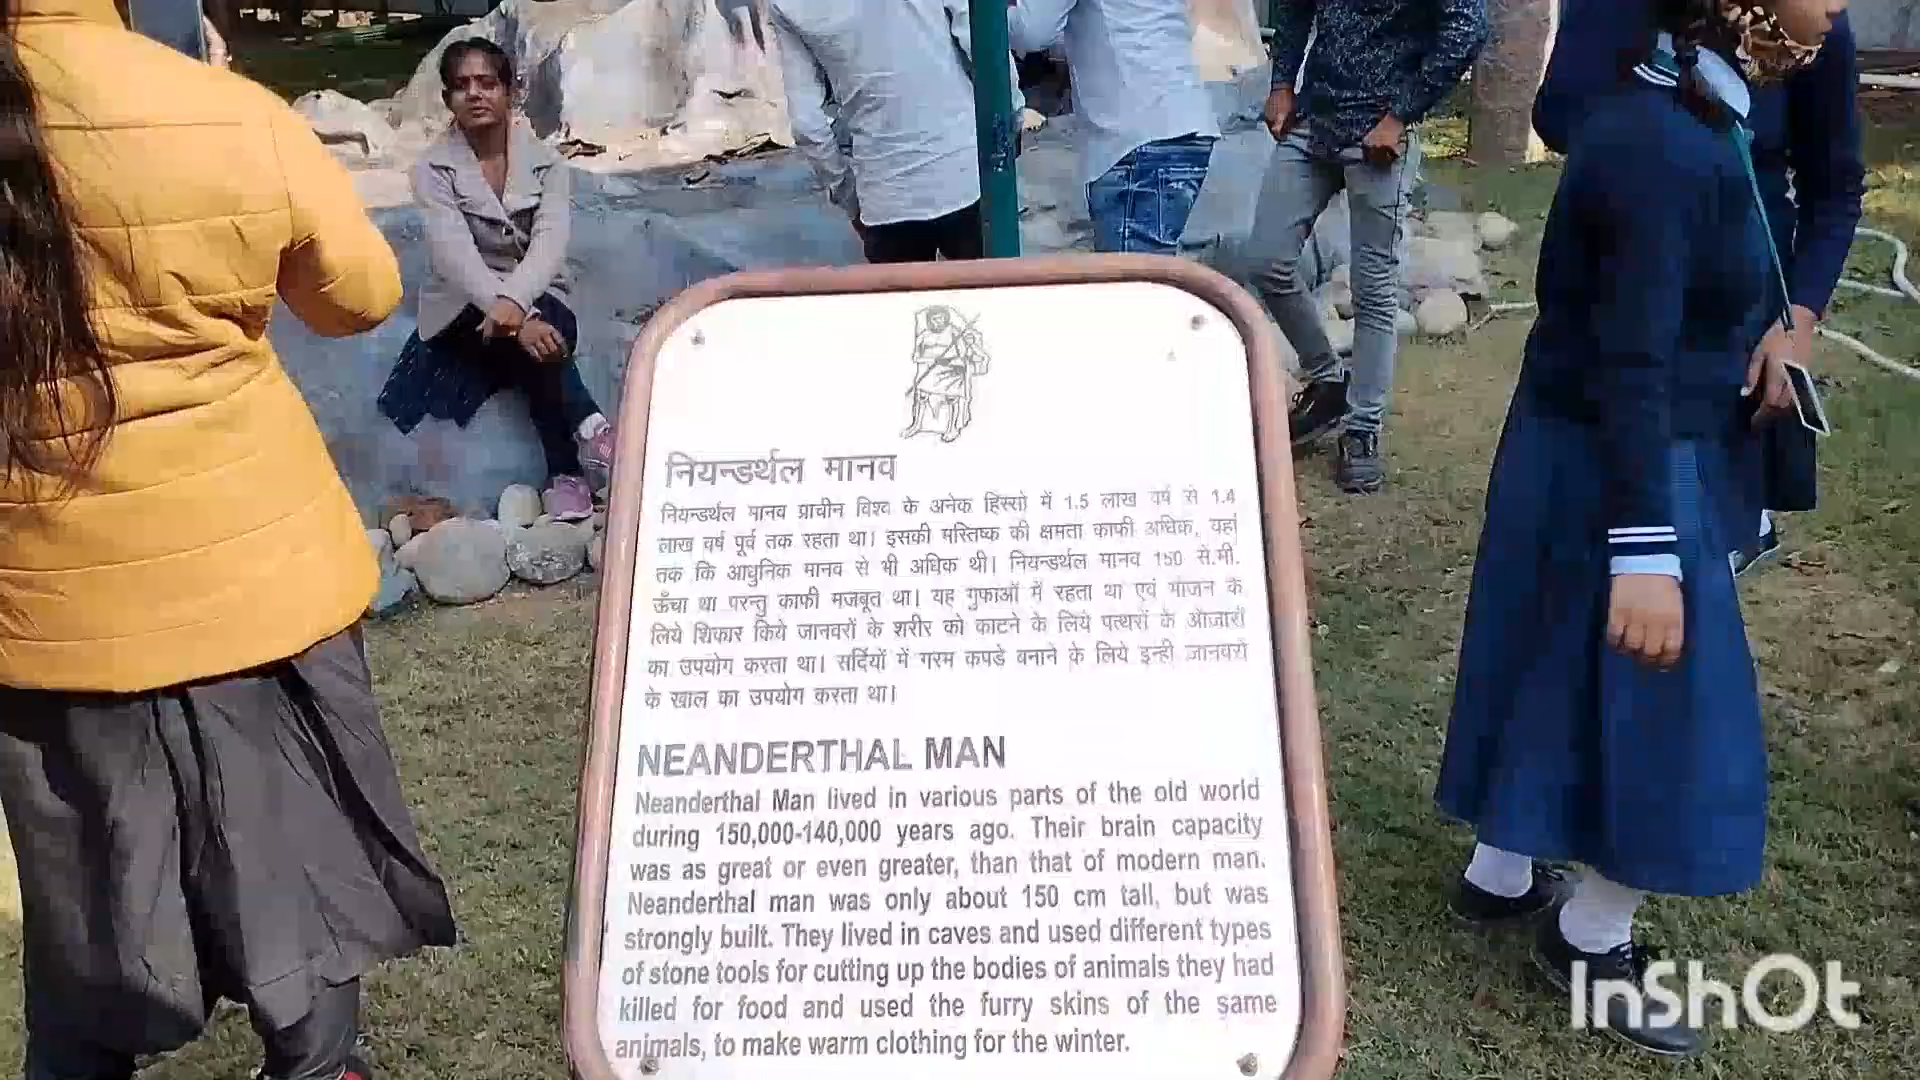 नियन्डर्थल मानव
नियन्डर्थल मानव प्राचीन विश्व के अनेक हिस्सो में 1.5 लाख वर्ष से 1.4
लाख वर्ष पूर्व तक रहता था। इसकी मस्तिष्क की क्षमता काफी अधिक, यहां
तक कि आधुनिक मानव से भी अधिक थी। नियन्डर्थल मानव 150 से.मी.
ऊँचा था परन्तु काफी मजबूत था। यह गुफाओं में रहता था एवं भोजन के
लिये शिकार किये जानवरों के शरीर को काटने के लिये पत्थरों के औजारों
का उपयोग करता था। सर्दियों में गरम कपडे बनाने के लिये इन्ही जानवरों
के खाल का उपयोग करता था।
NEANDERTHAL MAN
Neanderthal Man lived in various parts of the old world
during 150,000-140,000 years ago. Their brain capacity
was as great or even greater, than that of modern man.
Neanderthal man was only about 150 cm tall, but was
strongly built. They lived in caves and used different types
of stone tools for cutting up the bodies of animals they had
killed for food and used the furry skins of the same
animals, to make warm clothing for the winter.
InShOt